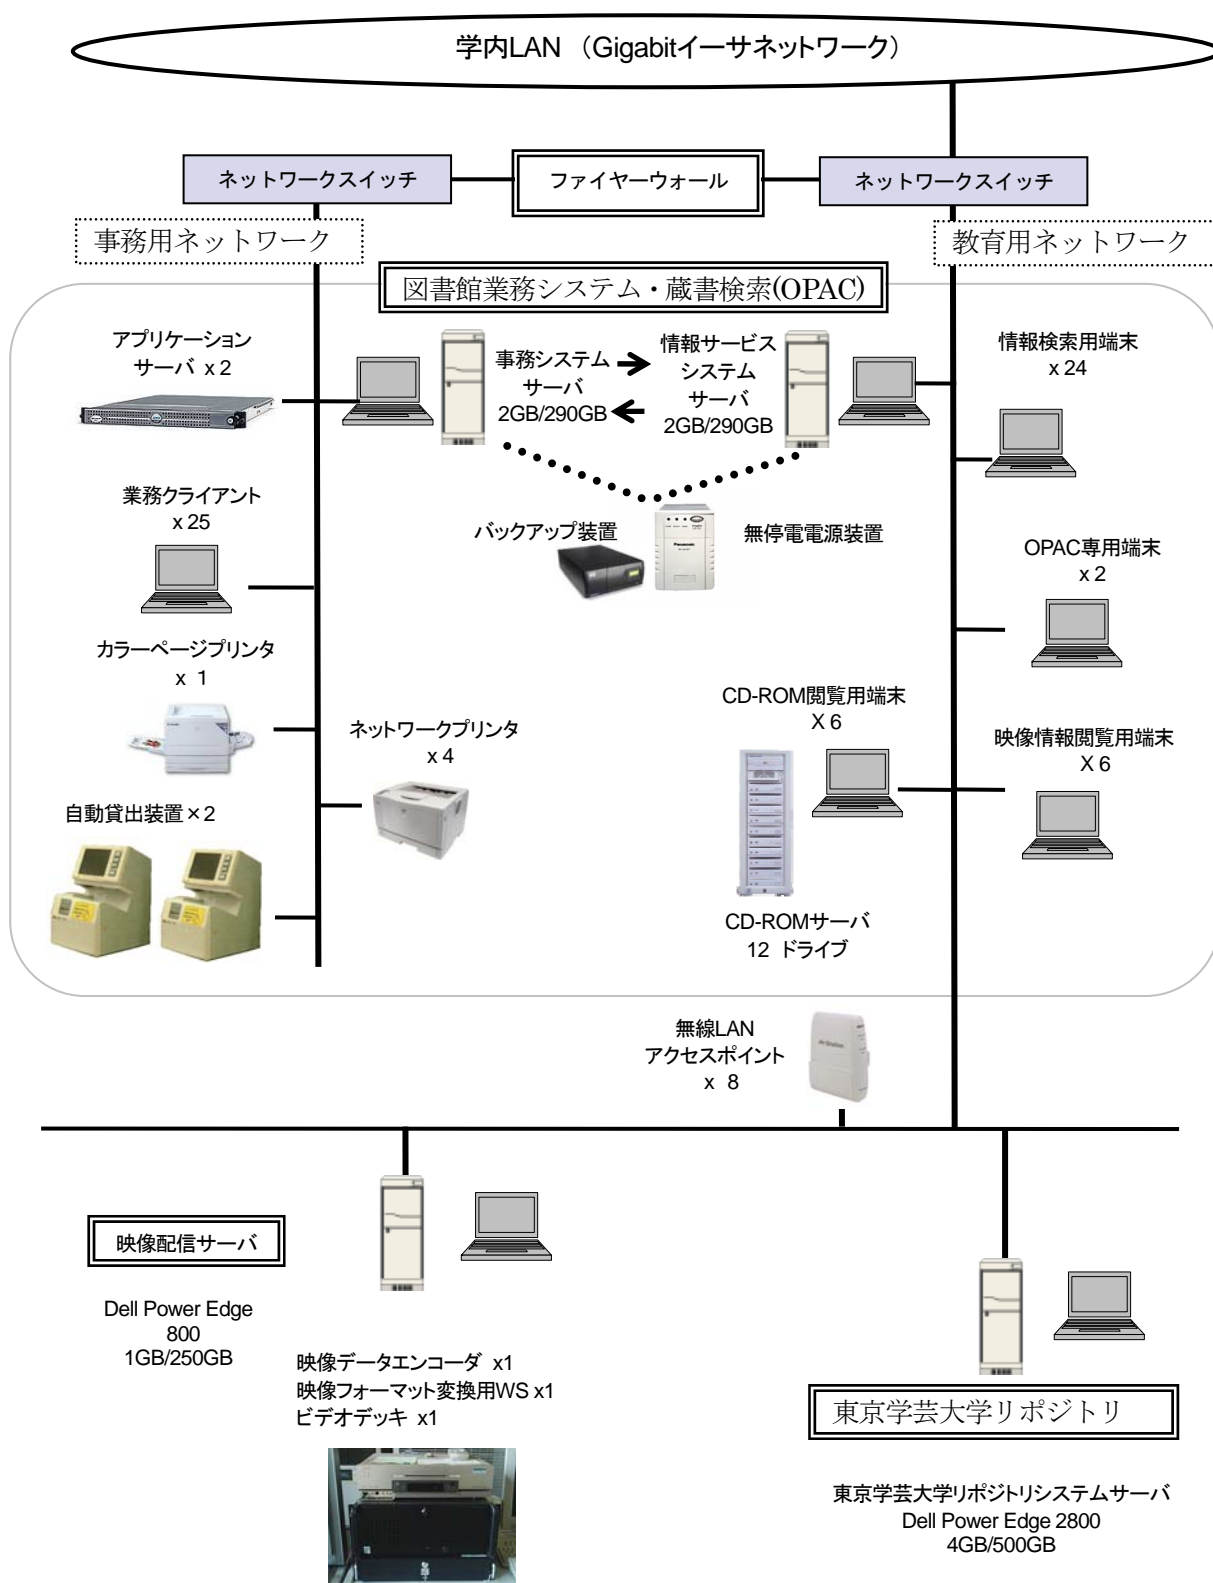 学内LAN （Gigabitイーサネットワーク）
ネットワークスイッチ
ファイヤーウォール
ネットワークスイッチ
事務用ネットワーク
教育用ネットワーク
図書館業務システム・蔵書検索(OPAC)
アプリケーション
サーバ x 2
事務システム
サーバ
2GB/290GB
情報サービス
システム
サーバ
2GB/290GB
情報検索用端末
x 24
業務クライアント
x 25
バックアップ装置
無停電電源装置
Panasonic
OPAC専用端末
x 2
カラーページプリンタ
x 1
ネットワークプリンタ
x 4
CD-ROM閲覧用端末
X 6
映像情報閲覧用端末
X 6
自動貸出装置×2
CD-ROMサーバ
12 ドライブ
無線LAN
アクセスポイント
x 8
映像配信サーバ
Dell Power Edge
800
1GB/250GB
映像データエンコーダ x1
映像フォーマット変換用WS x1
ビデオデッキ x1
東京学芸大学リポジトリ
東京学芸大学リポジトリシステムサーバ
Dell Power Edge 2800
4GB/500GB